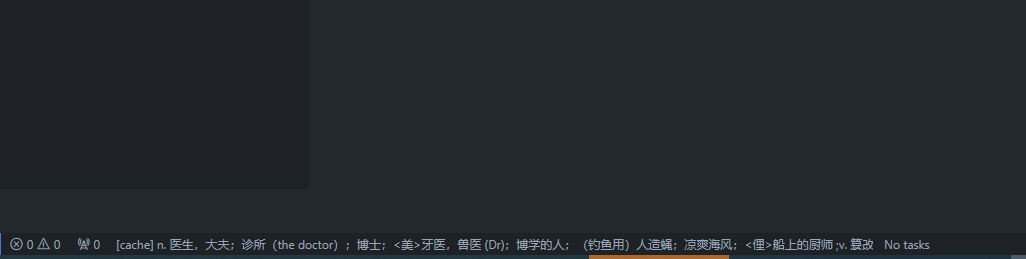 0 0 0 [cache] n. 医生，大夫；诊所（the doctor）；博士；<美>牙医，兽医 (Dr)；博学的人；（钓鱼用）人造蝇；凉爽海风；<俚>船上的厨师 ;v. 篡改 No tasks